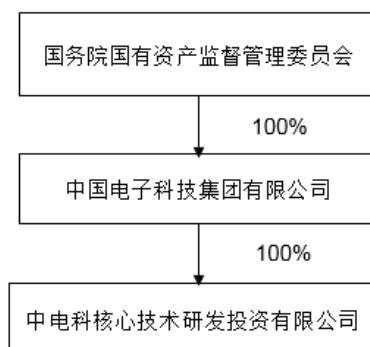 国务院国有资产监督管理委员会
100%
中国电子科技集团有限公司
100%
中电科核心技术研发投资有限公司